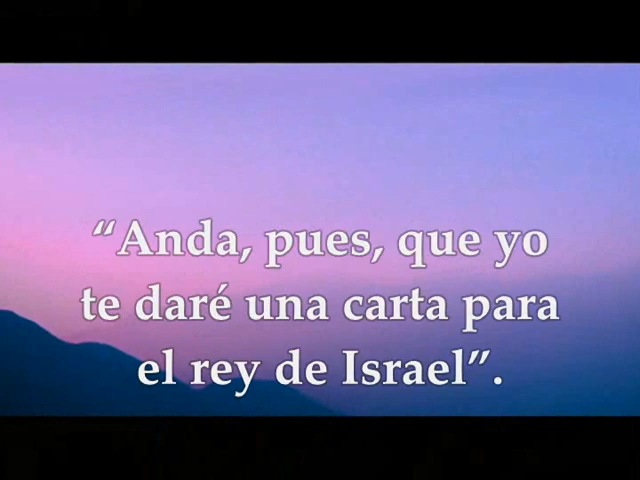 “Anda, pues, que yo
te daré una carta para
el rey de Israel”.